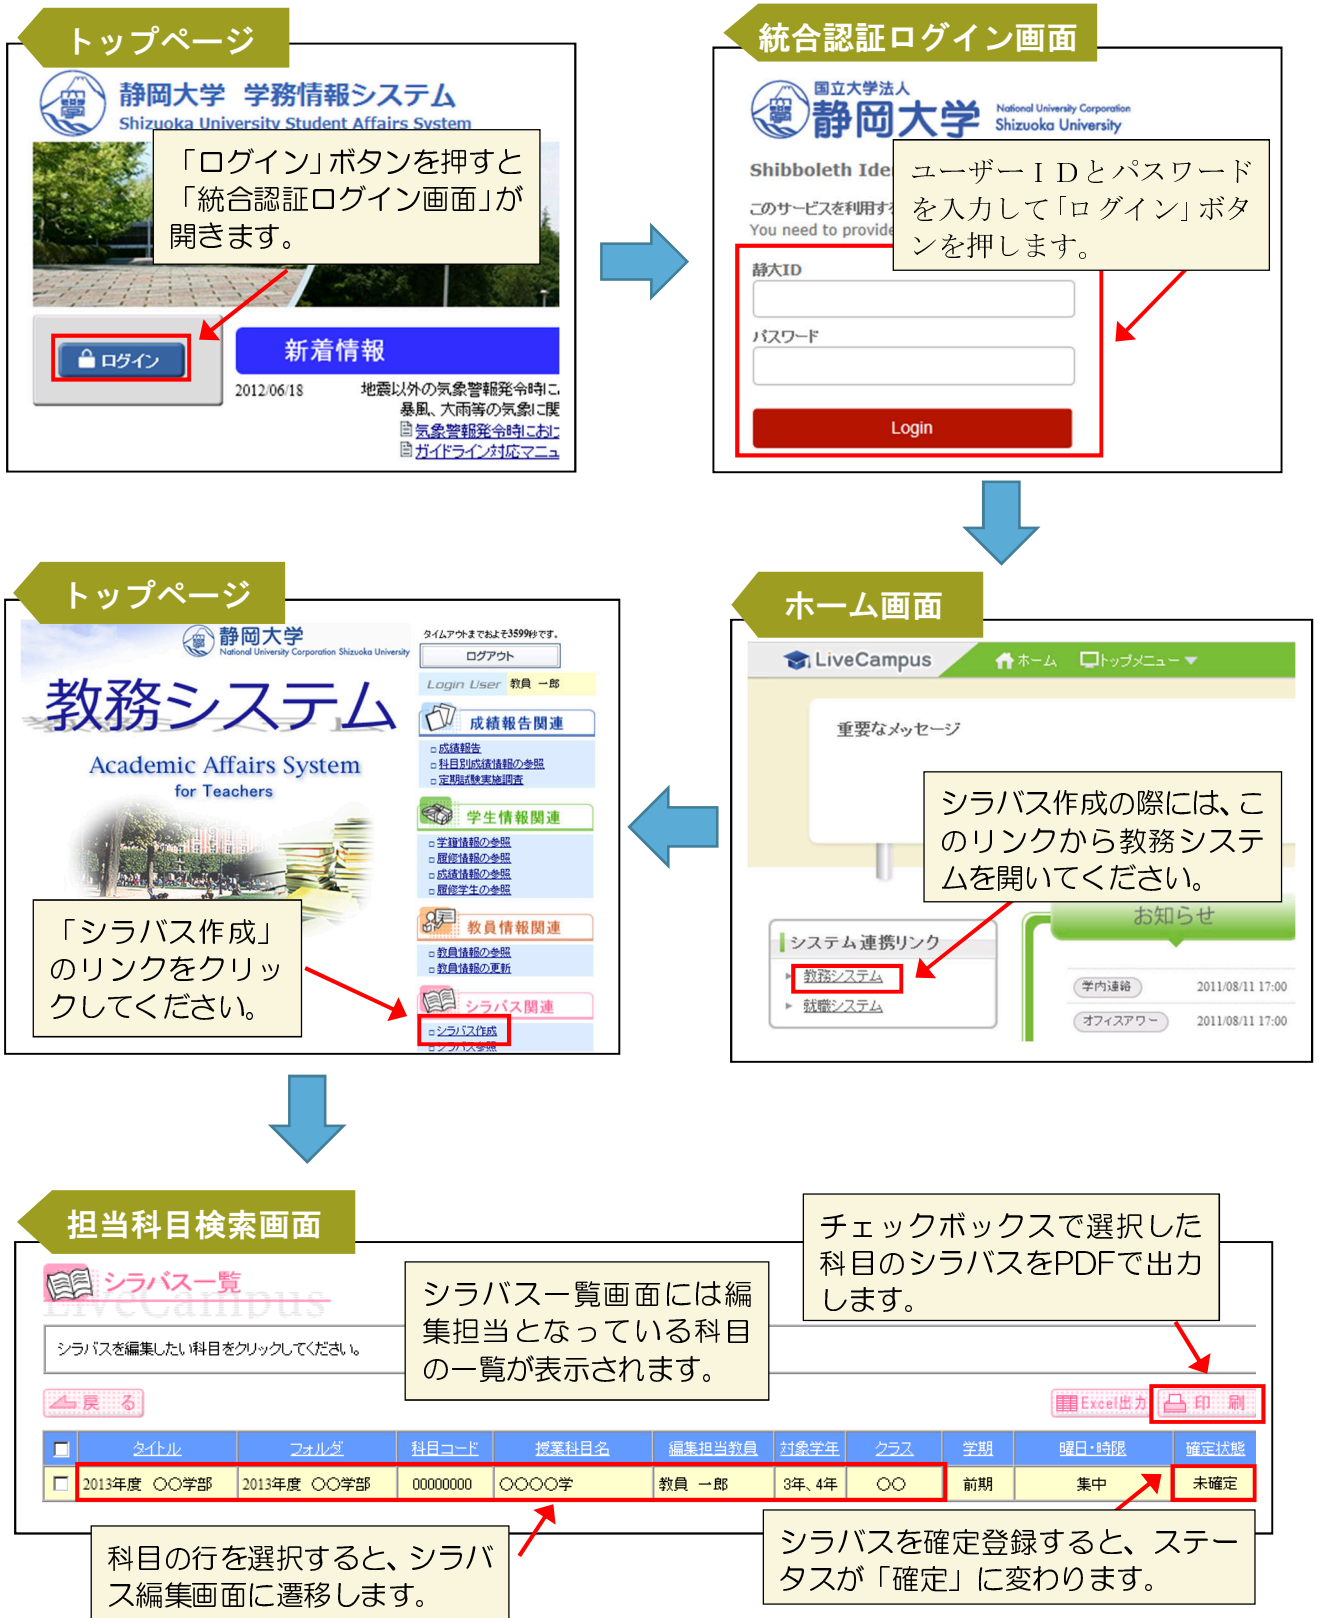 トップページ
静岡大学 学務情報システム
Shizuoka University Student Affairs System
「ログイン」ボタンを押すと
「統合認証ログイン画面」が
開きます。
ログイン
新着情報
2012/06/18 地震以外の気象警報発令時に
暴風、大雨等の気象に関
気象警報発令時におに
ガイドライン対応マニュ
統合認証ログイン画面
国立大学法人
静岡大学
National University Corporation
Shizuoka University
Shibboleth Ide
このサービスを利用す
You need to provide
ユーザーＩＤとパスワード
を入力して「ログイン」ボタ
ンを押します。
静大ID
パスワード
Login
トップページ
静岡大学
National University Corporation Shizuoka University
教務システム
Academic Affairs System
for Teachers
タイムアウトまでおよそ3599秒です。
ログアウト
Login User 教員 一郎
成績報告関連
成績報告
科目別成績情報の参照
定期試験実施調査
学生情報関連
学籍情報の参照
履修情報の参照
成績情報の参照
履修学生の参照
教員情報関連
教員情報の参照
教員情報の更新
シラバス関連
シラバス作成
シラバス参照
「シラバス作成」
のリンクをクリッ
クしてください。
ホーム画面
LiveCampus
ホーム トップメニュー
重要なメッセージ
シラバス作成の際には、こ
のリンクから教務システ
ムを開いてください。
システム連携リンク
教務システム
就職システム
お知らせ
学内連絡 2011/08/11 17:00
オフィスアワー 2011/08/11 17:00
担当科目検索画面
シラバス一覧
LiveCampus
シラバスを編集したい科目をクリックしてください。
シラバス一覧画面には編
集担当となっている科目
の一覧が表示されます。
チェックボックスで選択した
科目のシラバスをPDFで出力
します。
戻 る
Excel出力 印 刷
タイトル フォルダ 科目コード 授業科目名 編集担当教員 対象学年 クラス 学期 曜日・時限 確定状態
2013年度 〇〇学部 2013年度 〇〇学部 00000000 〇〇〇〇学 教員 一郎 3年、4年 〇〇 前期 集中 未確定
科目の行を選択すると、シラバ
ス編集画面に遷移します。
シラバスを確定登録すると、ステー
タスが「確定」に変わります。